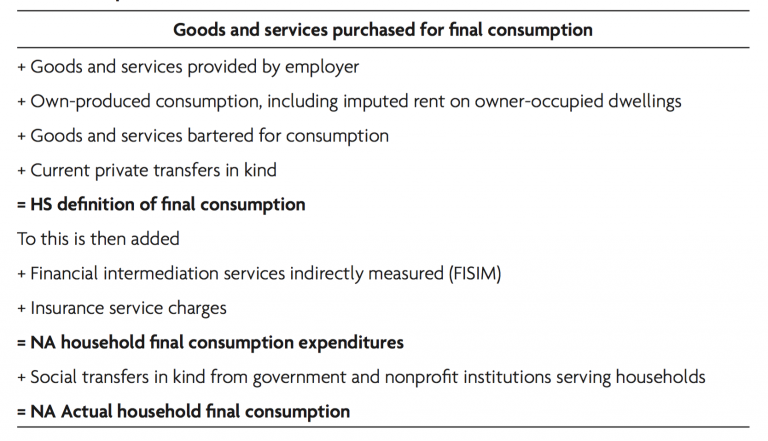 Goods and services purchased for final consumption
+ Goods and services provided by employer
+ Own-produced consumption, including imputed rent on owner-occupied dwellings
+ Goods and services bartered for consumption
+ Current private transfers in kind
= HS definition of final consumption
To this is then added
+ Financial intermediation services indirectly measured (FISIM)
+ Insurance service charges
= NA household final consumption expenditures
+ Social transfers in kind from government and nonprofit institutions serving households
= NA Actual household final consumption